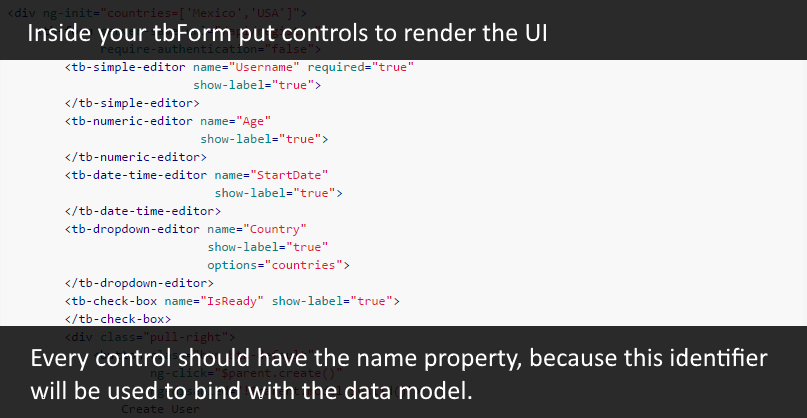 <div ng-init="countries=['Mexico','USA']">
Inside your tbForm put controls to render the UI
require-authentication="false">
<tb-simple-editor name="Username" required="true"
show-label="true">
</tb-simple-editor>
<tb-numeric-editor name="Age"
show-label="true">
</tb-numeric-editor>
<tb-date-time-editor name="StartDate"
show-label="true">
</tb-date-time-editor>
<tb-dropdown-editor name="Country"
show-label="true"
options="countries">
</tb-dropdown-editor>
<tb-check-box name="IsReady" show-label="true">
</tb-check-box>
<div class="pull-right">
Every control should have the name property, because this identifier
ng-click="$parent.create()"
will be used to bind with the data model.
Create User